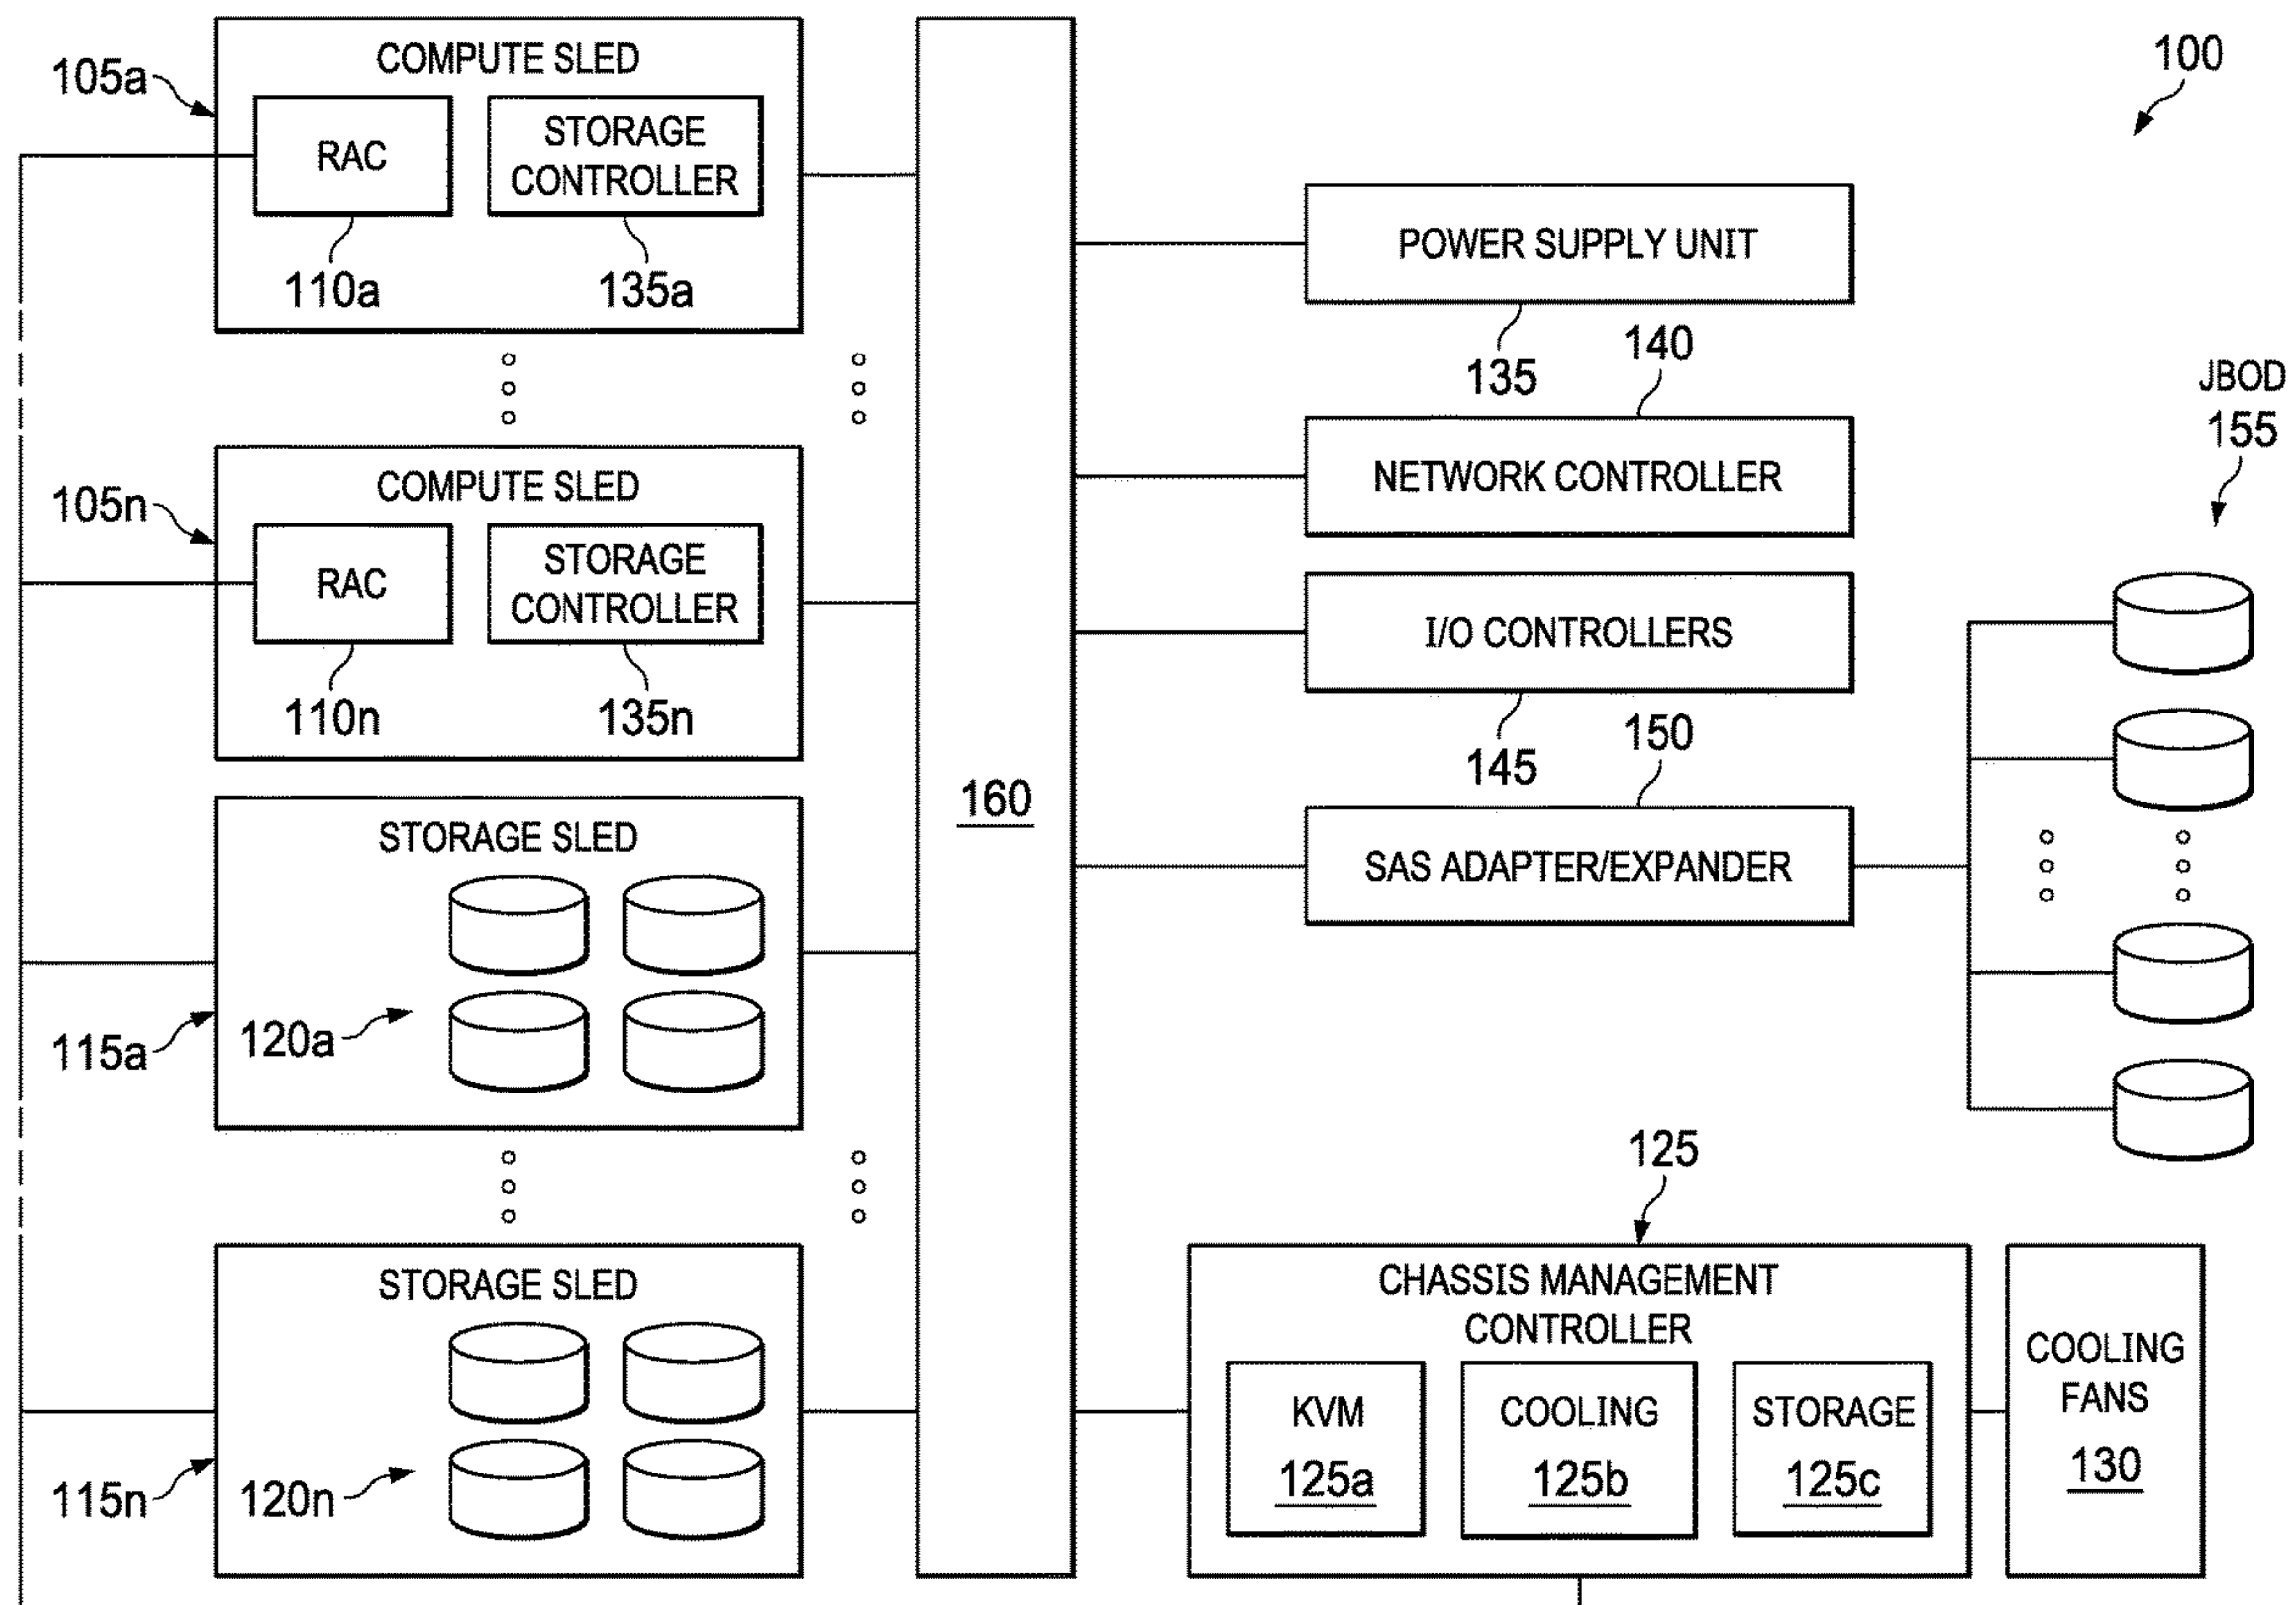 COMPUTE SLED
105a
RAC
STORAGE
CONTROLLER
110a
135a
COMPUTE SLED
105n
RAC
STORAGE
CONTROLLER
110n
135n
STORAGE SLED
115a
120a
STORAGE SLED
115n
120n
160
100
POWER SUPPLY UNIT
135
140
NETWORK CONTROLLER
I/O CONTROLLERS
145
150
SAS ADAPTER/EXPANDER
JBOD
155
125
CHASSIS MANAGEMENT
CONTROLLER
KVM
125a
COOLING
125b
STORAGE
125c
COOLING
FANS
130